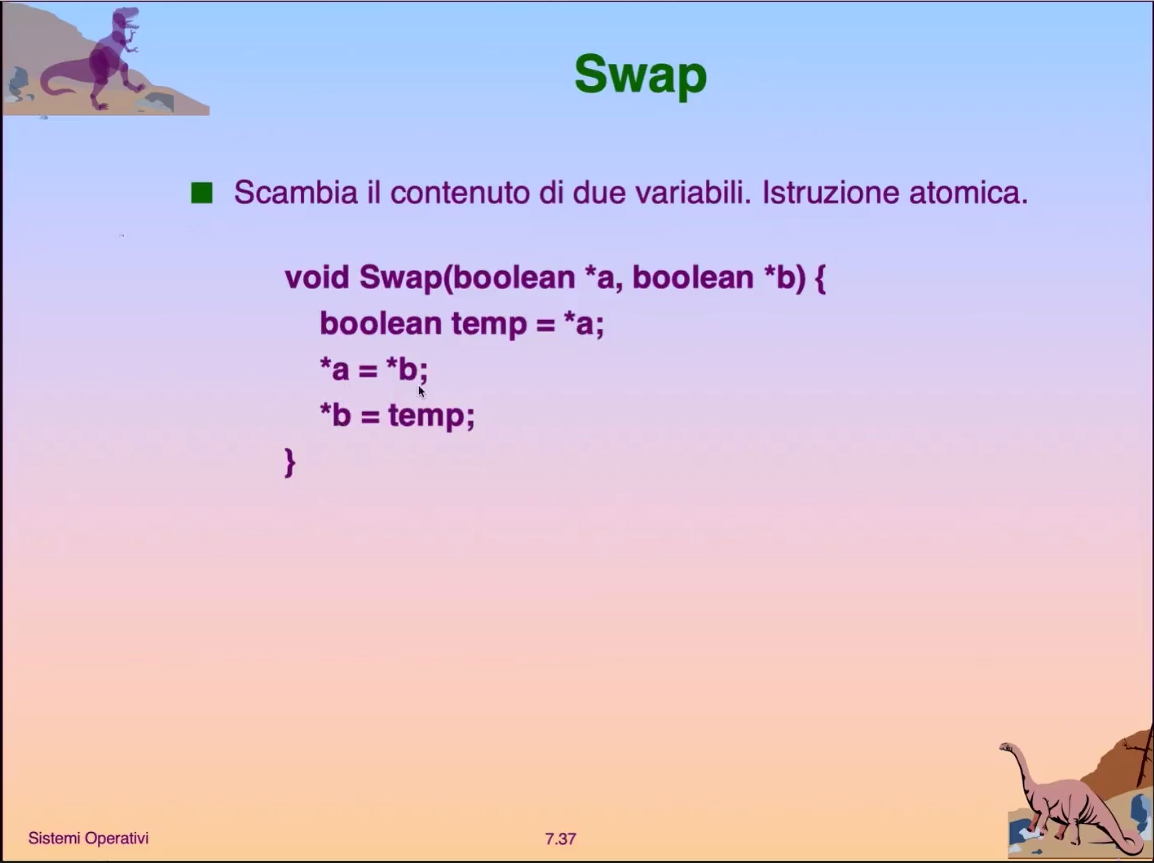 Swap
Scambia il contenuto di due variabili. Istruzione atomica.
void Swap(boolean *a, boolean *b) {
boolean temp = *a;
*a = *b;
*b = temp;
}
Sistemi Operativi
7.37